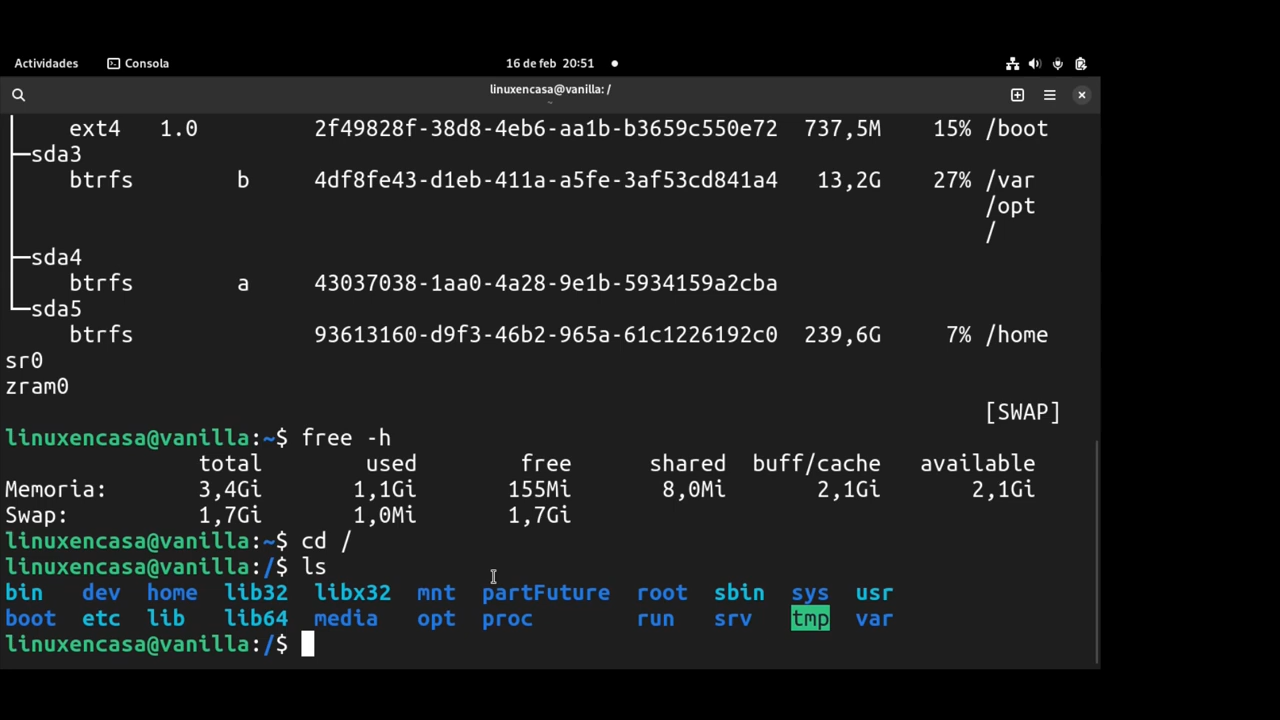 Actividades Consola 16 de feb 20:51
linuxencasa@vanilla: /
~
ext4 1.0 2f49828f-38d8-4eb6-aa1b-b3659c550e72 737,5M 15% /boot
├─sda3
btrfs b 4df8fe43-d1eb-411a-a5fe-3af53cd841a4 13,2G 27% /var
/opt
/
├─sda4
btrfs a 43037038-1aa0-4a28-9e1b-5934159a2cba
└─sda5
btrfs 93613160-d9f3-46b2-965a-61c1226192c0 239,6G 7% /home
sr0
zram0
[SWAP]
linuxencasa@vanilla:~$ free -h
total used free shared buff/cache available
Memoria: 3,4Gi 1,1Gi 155Mi 8,0Mi 2,1Gi 2,1Gi
Swap: 1,7Gi 1,0Mi 1,7Gi
linuxencasa@vanilla:~$ cd /
linuxencasa@vanilla:/$ ls
bin dev home lib32 libx32 mnt partFuture root sbin sys usr
boot etc lib lib64 media opt proc run srv tmp var
linuxencasa@vanilla:/$